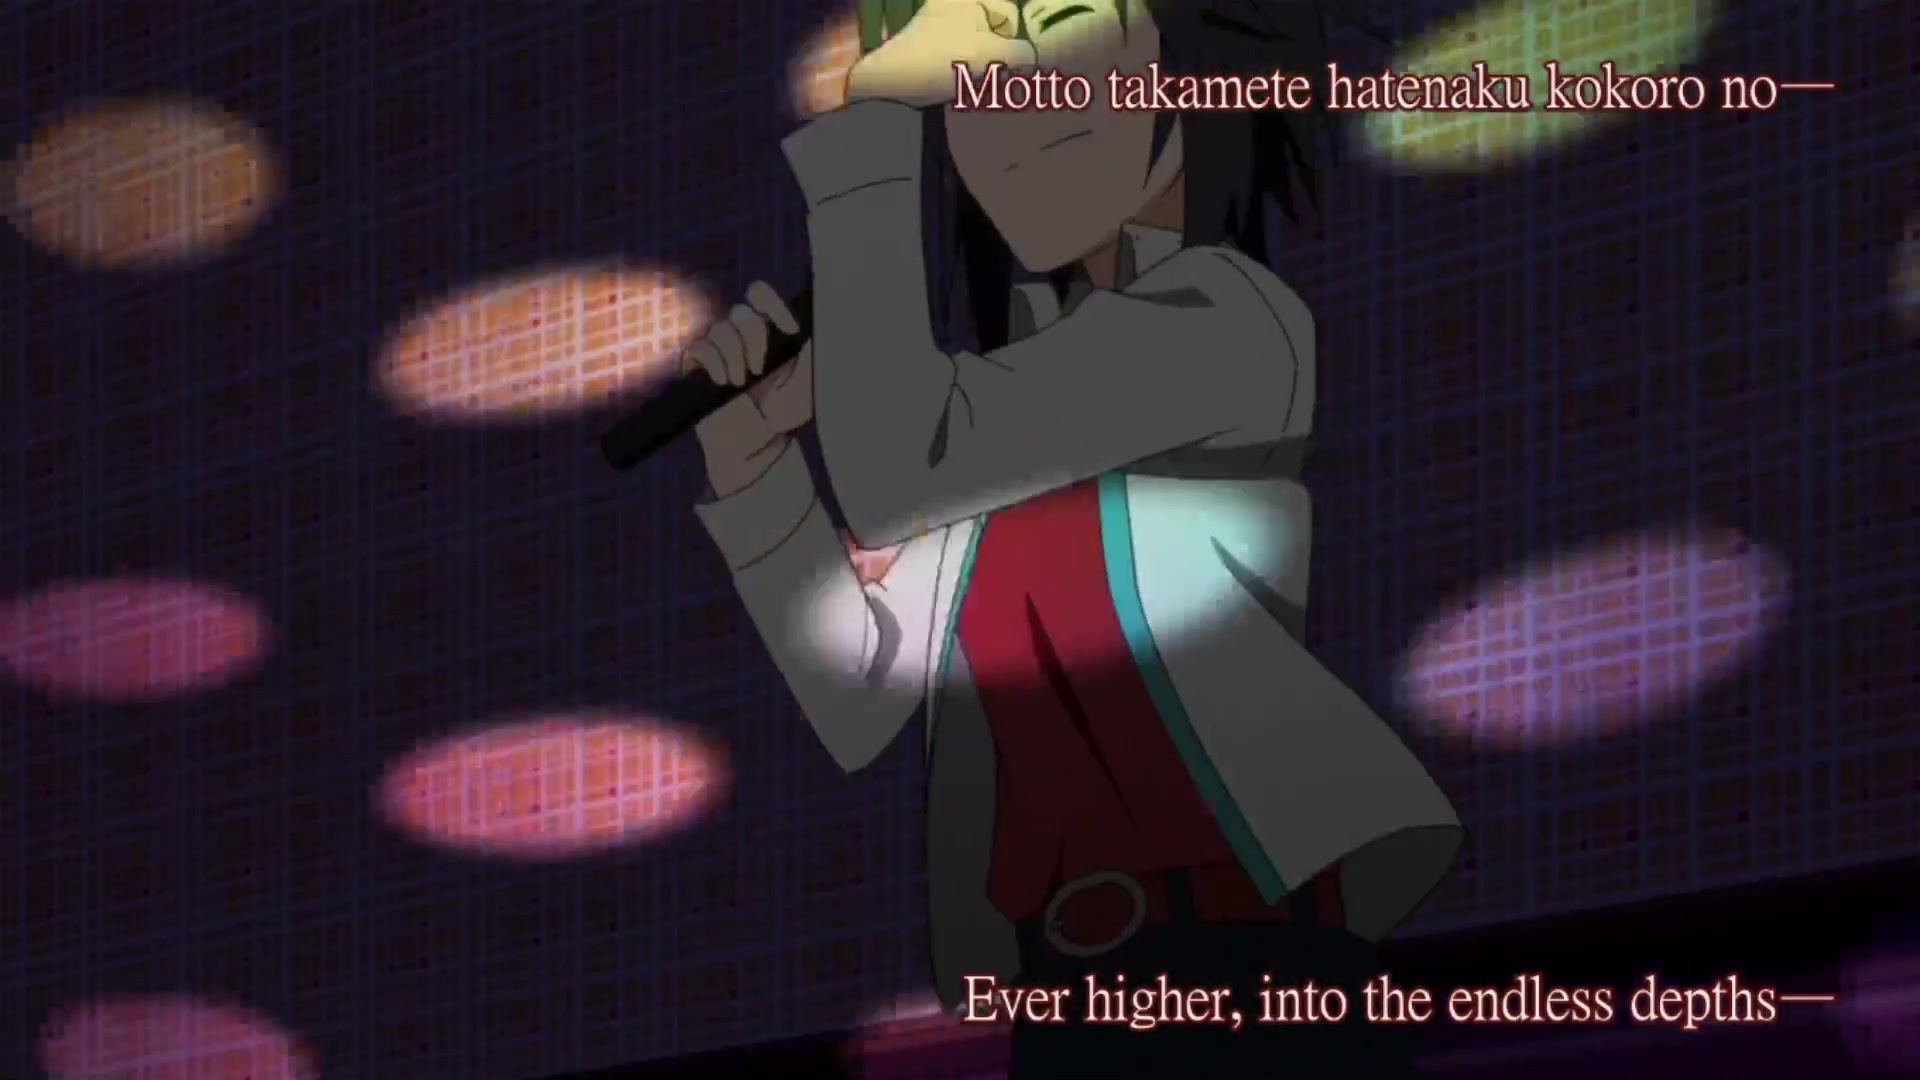 Motto takamete hatenaku kokoro no—
Ever higher, into the endless depths—